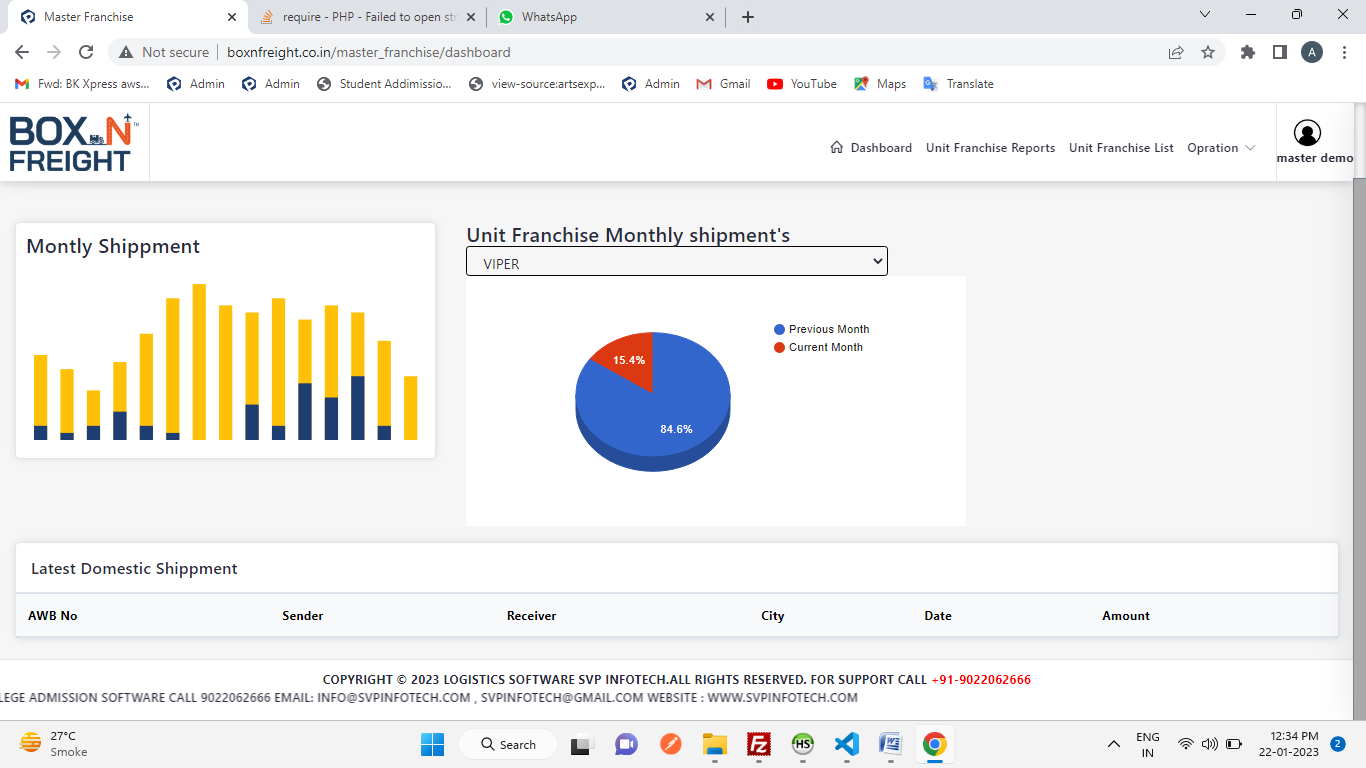 Master Franchise
require - PHP - Failed to open str
WhatsApp
Not secure
boxnfreight.co.in/master_franchise/dashboard
A
Fwd: BK Xpress aws...
Admin
Admin
Student Addimissio...
view-source:artsexp...
Admin
Gmail
YouTube
Maps
Translate
BOX N TM
FREIGHT
Dashboard
Unit Franchise Reports
Unit Franchise List
Opration
master demo
Montly Shippment
Unit Franchise Monthly shipment's
VIPER
Previous Month
Current Month
15.4%
84.6%
Latest Domestic Shippment
AWB No Sender Receiver City Date Amount
COPYRIGHT © 2023 LOGISTICS SOFTWARE SVP INFOTECH.ALL RIGHTS RESERVED. FOR SUPPORT CALL +91-9022062666
LEGE ADMISSION SOFTWARE CALL 9022062666 EMAIL: INFO@SVPINFOTECH.COM , SVPINFOTECH@GMAIL.COM WEBSITE : WWW.SVPINFOTECH.COM
27°C
Smoke
Search
HS
ENG
IN
12:34 PM
22-01-2023
2